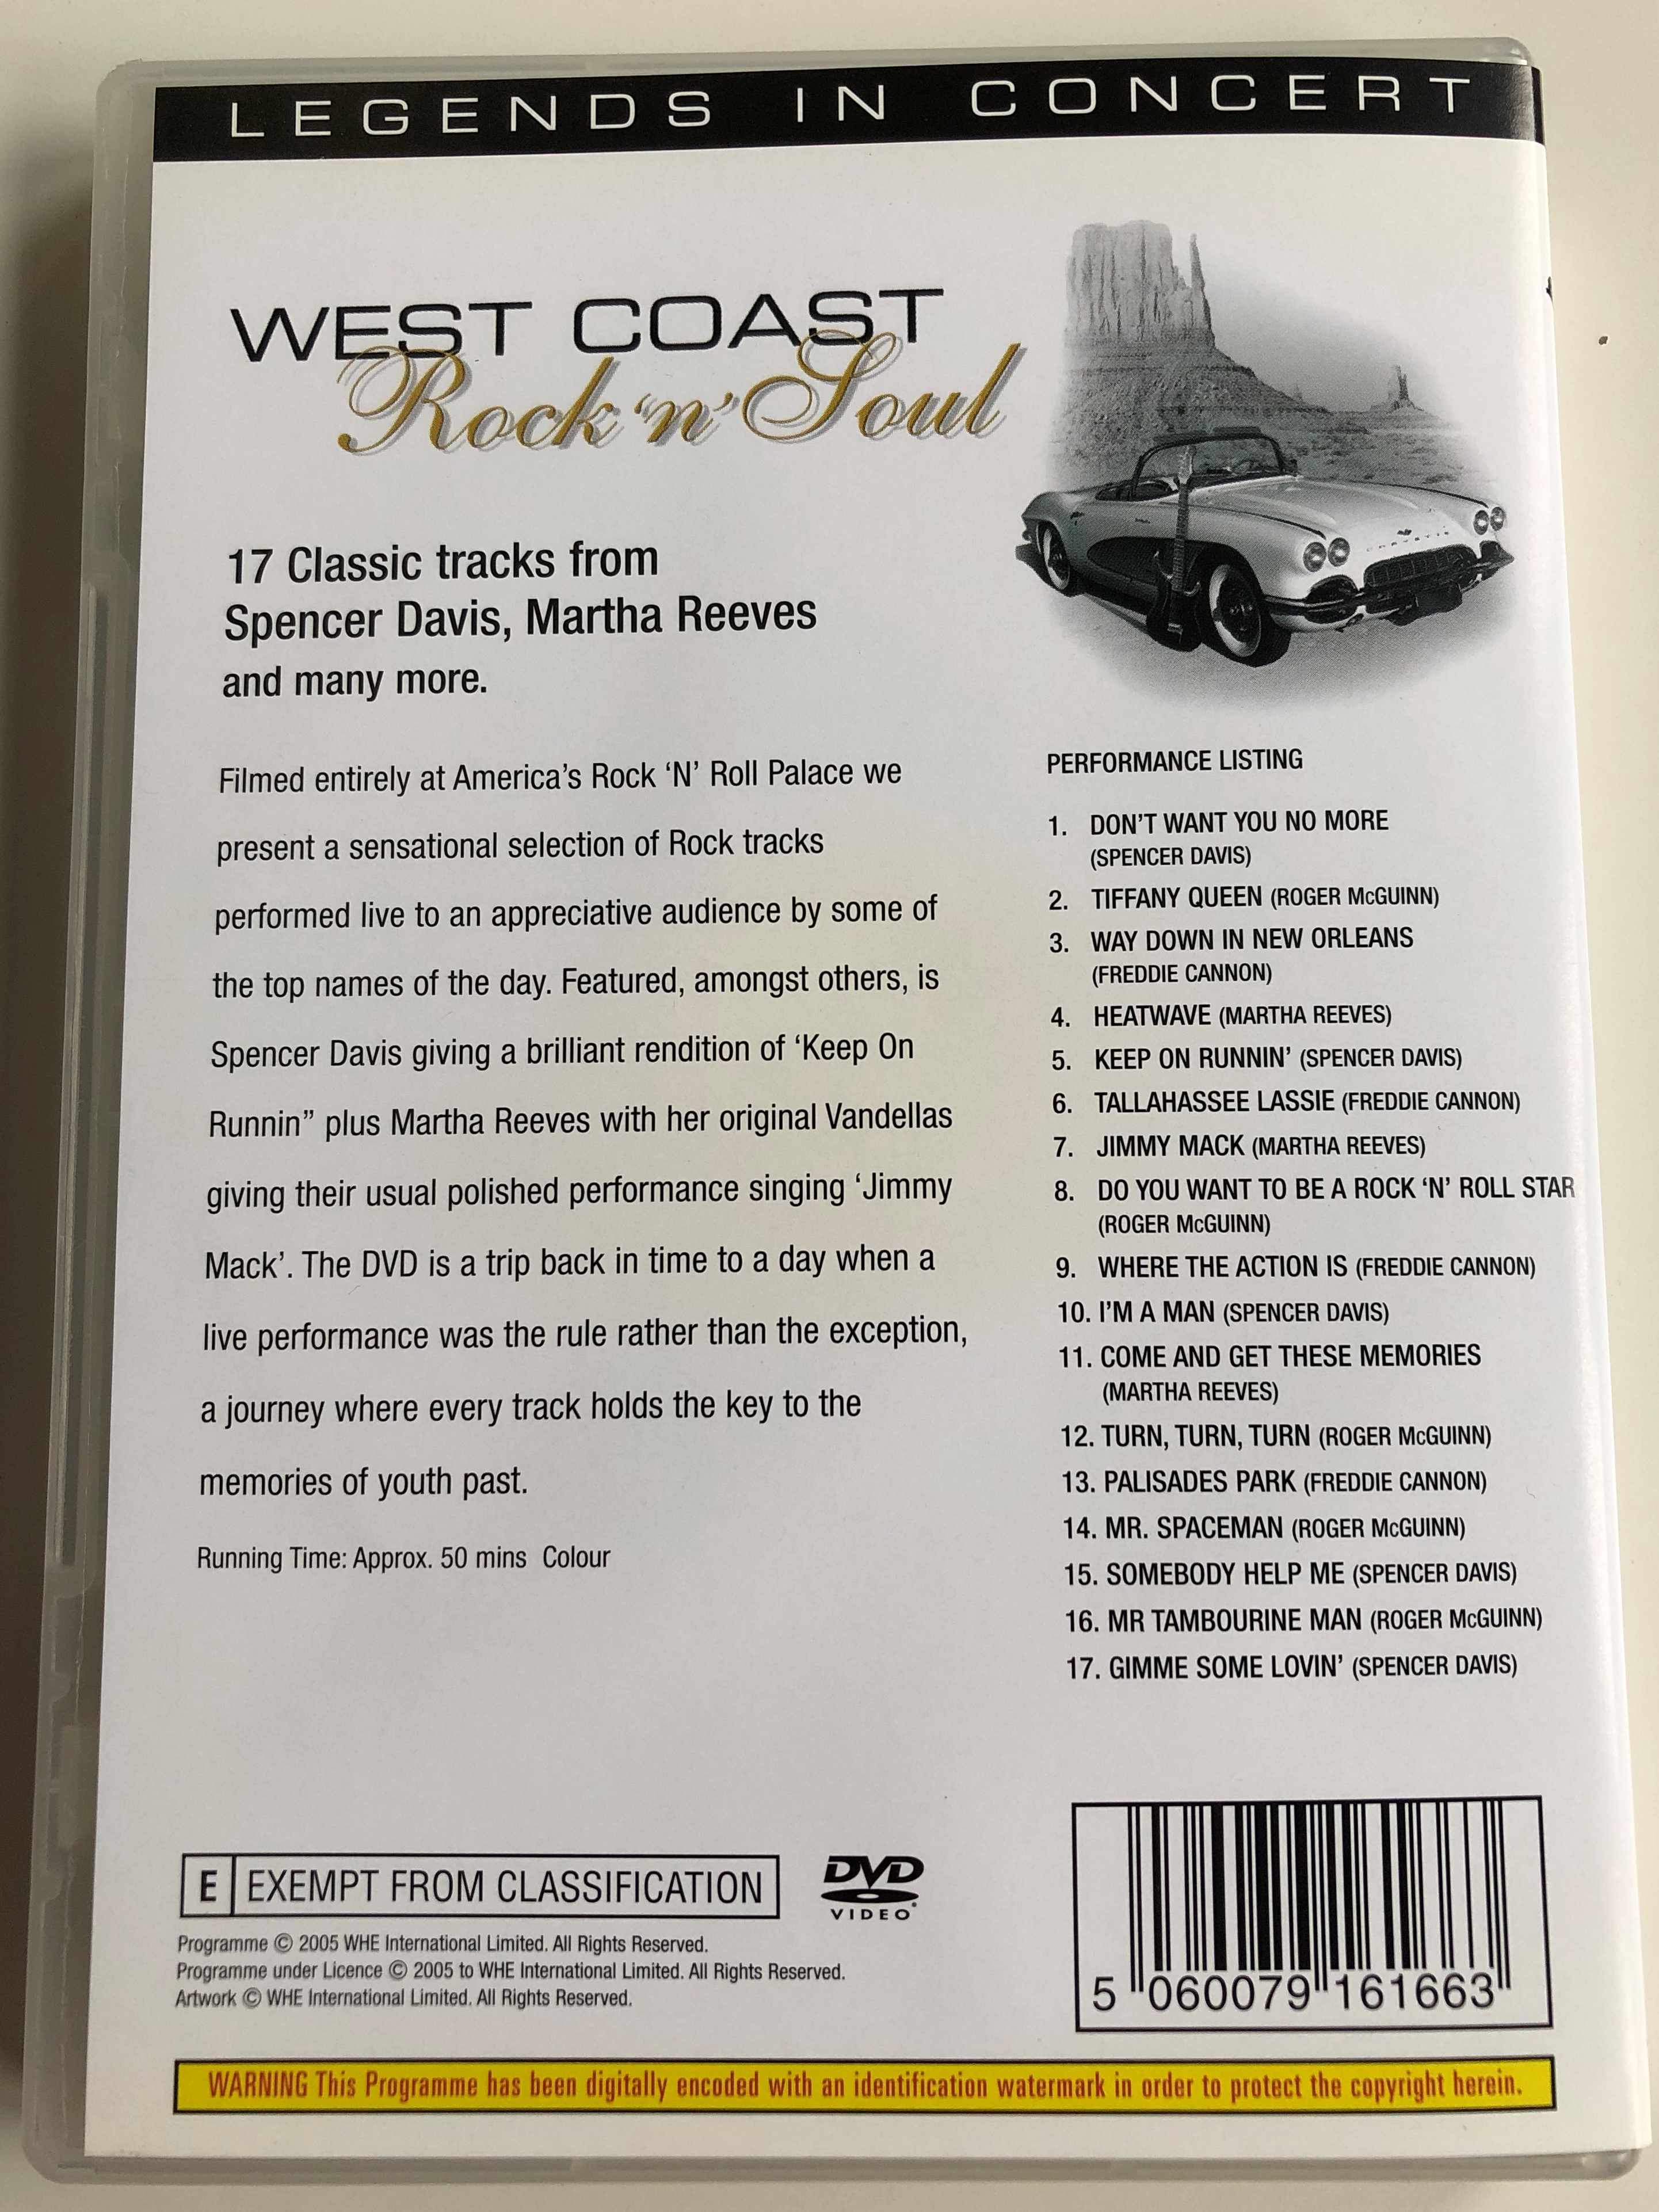 LEGENDS IN CONCERT
WEST COAST
Rock 'n' Soul
17 Classic tracks from
Spencer Davis, Martha Reeves
and many more.
Filmed entirely at America's Rock 'N' Roll Palace we
present a sensational selection of Rock tracks
performed live to an appreciative audience by some of
the top names of the day. Featured, amongst others, is
Spencer Davis giving a brilliant rendition of 'Keep On
Runnin'' plus Martha Reeves with her original Vandellas
giving their usual polished performance singing 'Jimmy
Mack'. The DVD is a trip back in time to a day when a
live performance was the rule rather than the exception,
a journey where every track holds the key to the
memories of youth past.
Running Time: Approx. 50 mins Colour
CORVETTE
PERFORMANCE LISTING
1. DON'T WANT YOU NO MORE
(SPENCER DAVIS)
2. TIFFANY QUEEN (ROGER McGUINN)
3. WAY DOWN IN NEW ORLEANS
(FREDDIE CANNON)
4. HEATWAVE (MARTHA REEVES)
5. KEEP ON RUNNIN' (SPENCER DAVIS)
6. TALLAHASSEE LASSIE (FREDDIE CANNON)
7. JIMMY MACK (MARTHA REEVES)
8. DO YOU WANT TO BE A ROCK 'N' ROLL STAR
(ROGER McGUINN)
9. WHERE THE ACTION IS (FREDDIE CANNON)
10. I'M A MAN (SPENCER DAVIS)
11. COME AND GET THESE MEMORIES
(MARTHA REEVES)
12. TURN, TURN, TURN (ROGER McGUINN)
13. PALISADES PARK (FREDDIE CANNON)
14. MR. SPACEMAN (ROGER McGUINN)
15. SOMEBODY HELP ME (SPENCER DAVIS)
16. MR TAMBOURINE MAN (ROGER McGUINN)
17. GIMME SOME LOVIN' (SPENCER DAVIS)
E EXEMPT FROM CLASSIFICATION
DVD
VIDEO
Programme © 2005 WHE International Limited. All Rights Reserved.
Programme under Licence © 2005 to WHE International Limited. All Rights Reserved.
Artwork © WHE International Limited. All Rights Reserved.
5 060079 161663
WARNING This Programme has been digitally encoded with an identification watermark in order to protect the copyright herein.